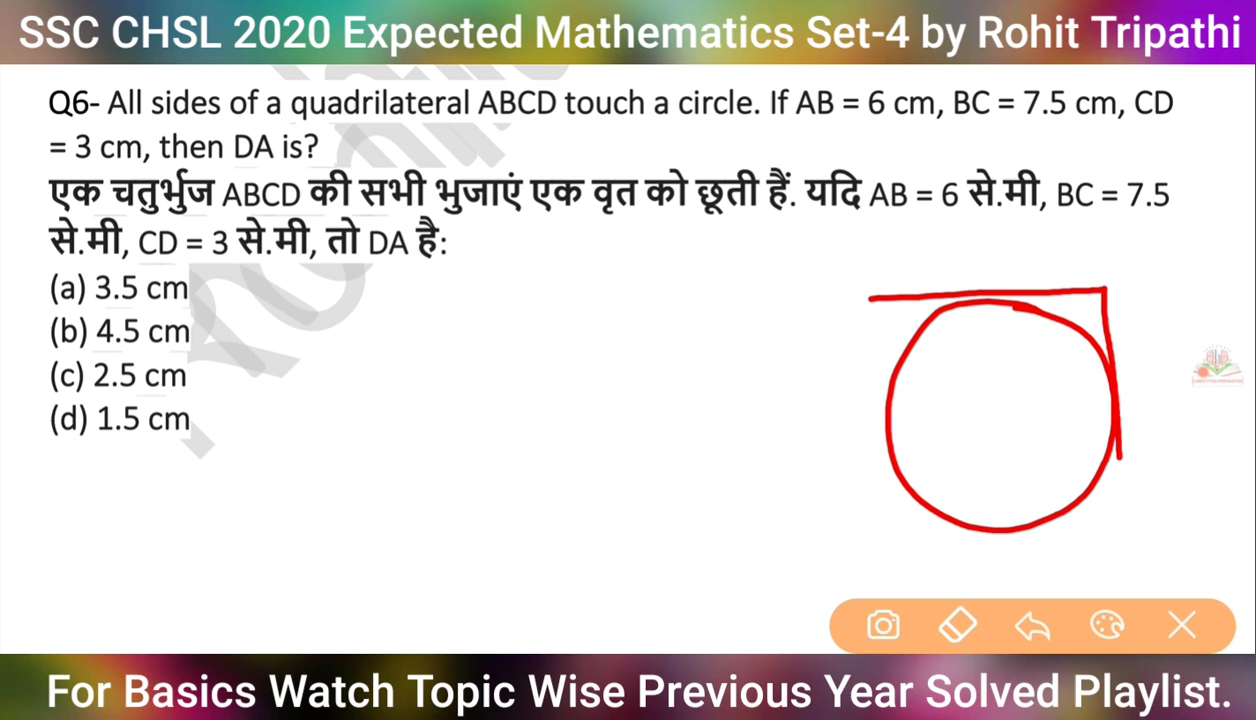 SSC CHSL 2020 Expected Mathematics Set-4 by Rohit Tripathi
Q6- All sides of a quadrilateral ABCD touch a circle. If AB = 6 cm, BC = 7.5 cm, CD
= 3 cm, then DA is?
एक चतुर्भुज ABCD की सभी भुजाएं एक वृत को छूती हैं. यदि AB = 6 से.मी, BC = 7.5
से.मी, CD = 3 से.मी, तो DA है:
(a) 3.5 cm
(b) 4.5 cm
(c) 2.5 cm
(d) 1.5 cm
For Basics Watch Topic Wise Previous Year Solved Playlist.